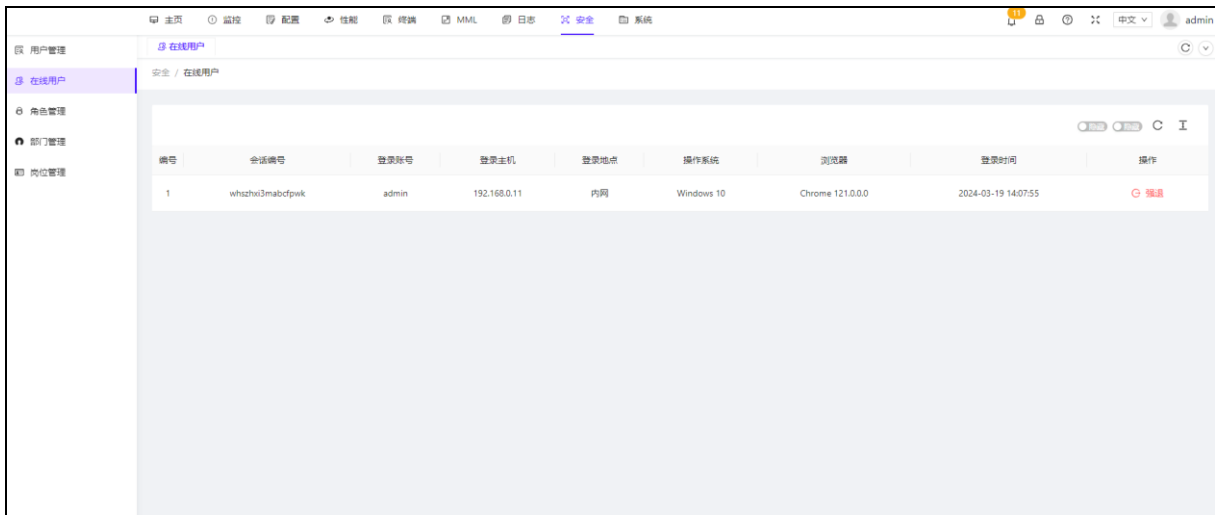 主页 监控 配置 性能 终端 MML 日志 安全 系统 11 中文 admin
用户管理
在线用户
角色管理
部门管理
岗位管理
在线用户
安全 / 在线用户
编号 会话编号 登录账号 登录主机 登录地点 操作系统 浏览器 登录时间 操作
1 whszhxi3mabcfpwk admin 192.168.0.11 内网 Windows 10 Chrome 121.0.0.0 2024-03-19 14:07:55 强退